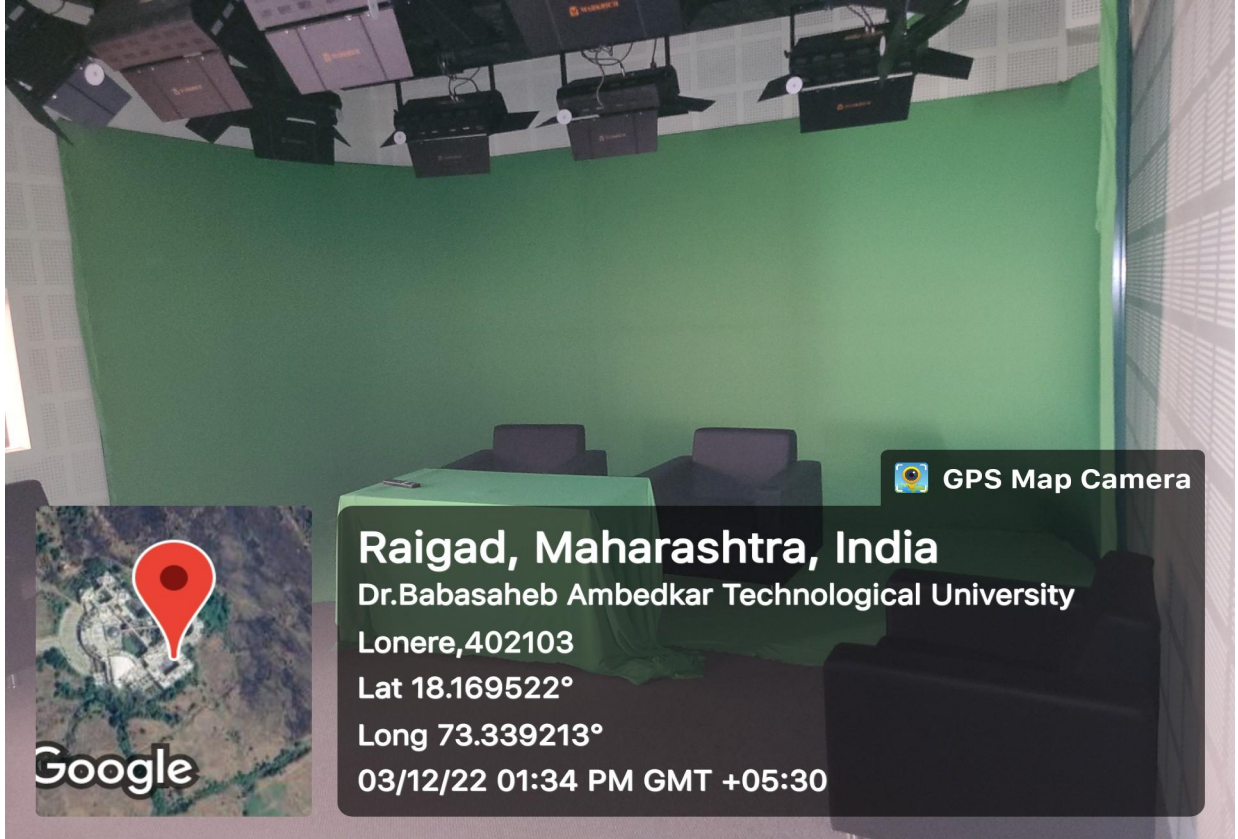 GPS Map Camera
Raigad, Maharashtra, India
Dr.Babasaheb Ambedkar Technological University
Lonere,402103
Lat 18.169522°
Long 73.339213°
03/12/22 01:34 PM GMT +05:30
Google